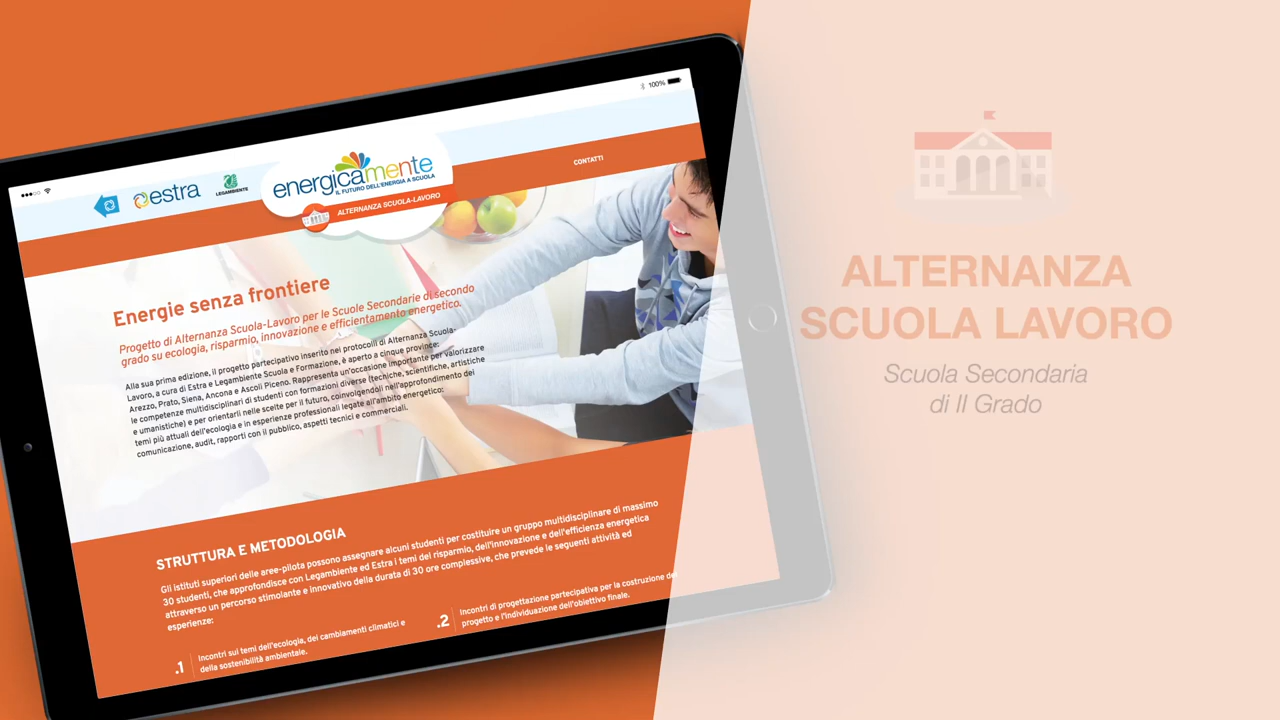 100%
estra
LEGAMBIENTE
energicamente
IL FUTURO DELL'ENERGIA A SCUOLA
ALTERNANZA SCUOLA-LAVORO
CONTATTI
Energie senza frontiere
Progetto di Alternanza Scuola-Lavoro per le Scuole Secondarie di secondo
grado su ecologia, risparmio, innovazione e efficientamento energetico.
Alla sua prima edizione, il progetto partecipativo inserito nei protocolli di Alternanza Scuola-
Lavoro, a cura di Estra e Legambiente Scuola e Formazione, è aperto a cinque province:
Arezzo, Prato, Siena, Ancona e Ascoli Piceno. Rappresenta un'occasione importante per valorizzare
le competenze multidisciplinari di studenti con formazioni diverse (tecniche, scientifiche, artistiche
e umanistiche) e per orientarli nelle scelte per il futuro, coinvolgendoli nell'approfondimento dei
temi più attuali dell'ecologia e in esperienze professionali legate all'ambito energetico:
comunicazione, audit, rapporti con il pubblico, aspetti tecnici e commerciali.
STRUTTURA E METODOLOGIA
Gli istituti superiori delle aree-pilota possono assegnare alcuni studenti per costituire un gruppo multidisciplinare di massimo
30 studenti, che approfondisce con Legambiente ed Estra i temi del risparmio, dell'innovazione e dell'efficienza energetica
attraverso un percorso stimolante e innovativo della durata di 30 ore complessive, che prevede le seguenti attività ed
esperienze:
.1 Incontri sui temi dell'ecologia, dei cambiamenti climatici e
della sostenibilità ambientale.
.2 Incontri di progettazione partecipativa per la costruzione del
progetto e l'individuazione dell'obiettivo finale.
ALTERNANZA
SCUOLA LAVORO
Scuola Secondaria
di II Grado